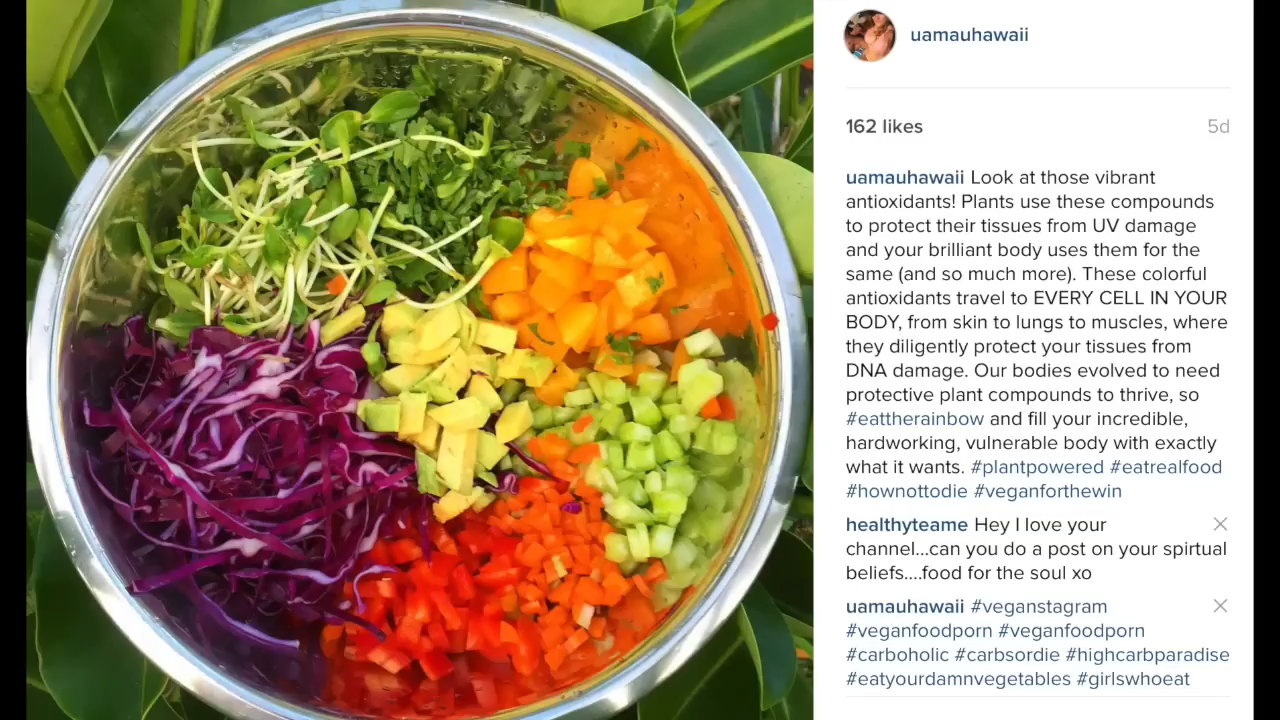 uamauhawaii
162 likes
5d
uamauhawaii Look at those vibrant
antioxidants! Plants use these compounds
to protect their tissues from UV damage
and your brilliant body uses them for the
same (and so much more). These colorful
antioxidants travel to EVERY CELL IN YOUR
BODY, from skin to lungs to muscles, where
they diligently protect your tissues from
DNA damage. Our bodies evolved to need
protective plant compounds to thrive, so
#eattherainbow and fill your incredible,
hardworking, vulnerable body with exactly
what it wants. #plantpowered #eatrealfood
#hownottodie #veganforthewin
healthyteame Hey I love your
channel...can you do a post on your spirtual
beliefs....food for the soul xo
uamauhawaii #veganstagram
#veganfoodporn #veganfoodporn
#carboholic #carbsordie #highcarbparadise
#eatyourdamnvegetables #girlswhoeat